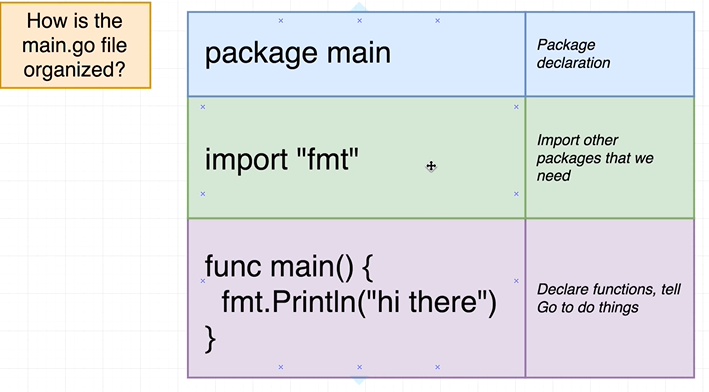 How is the
main.go file
organized?
package main
Package
declaration
import "fmt"
Import other
packages that we
need
func main() {
fmt.Println("hi there")
}
Declare functions, tell
Go to do things